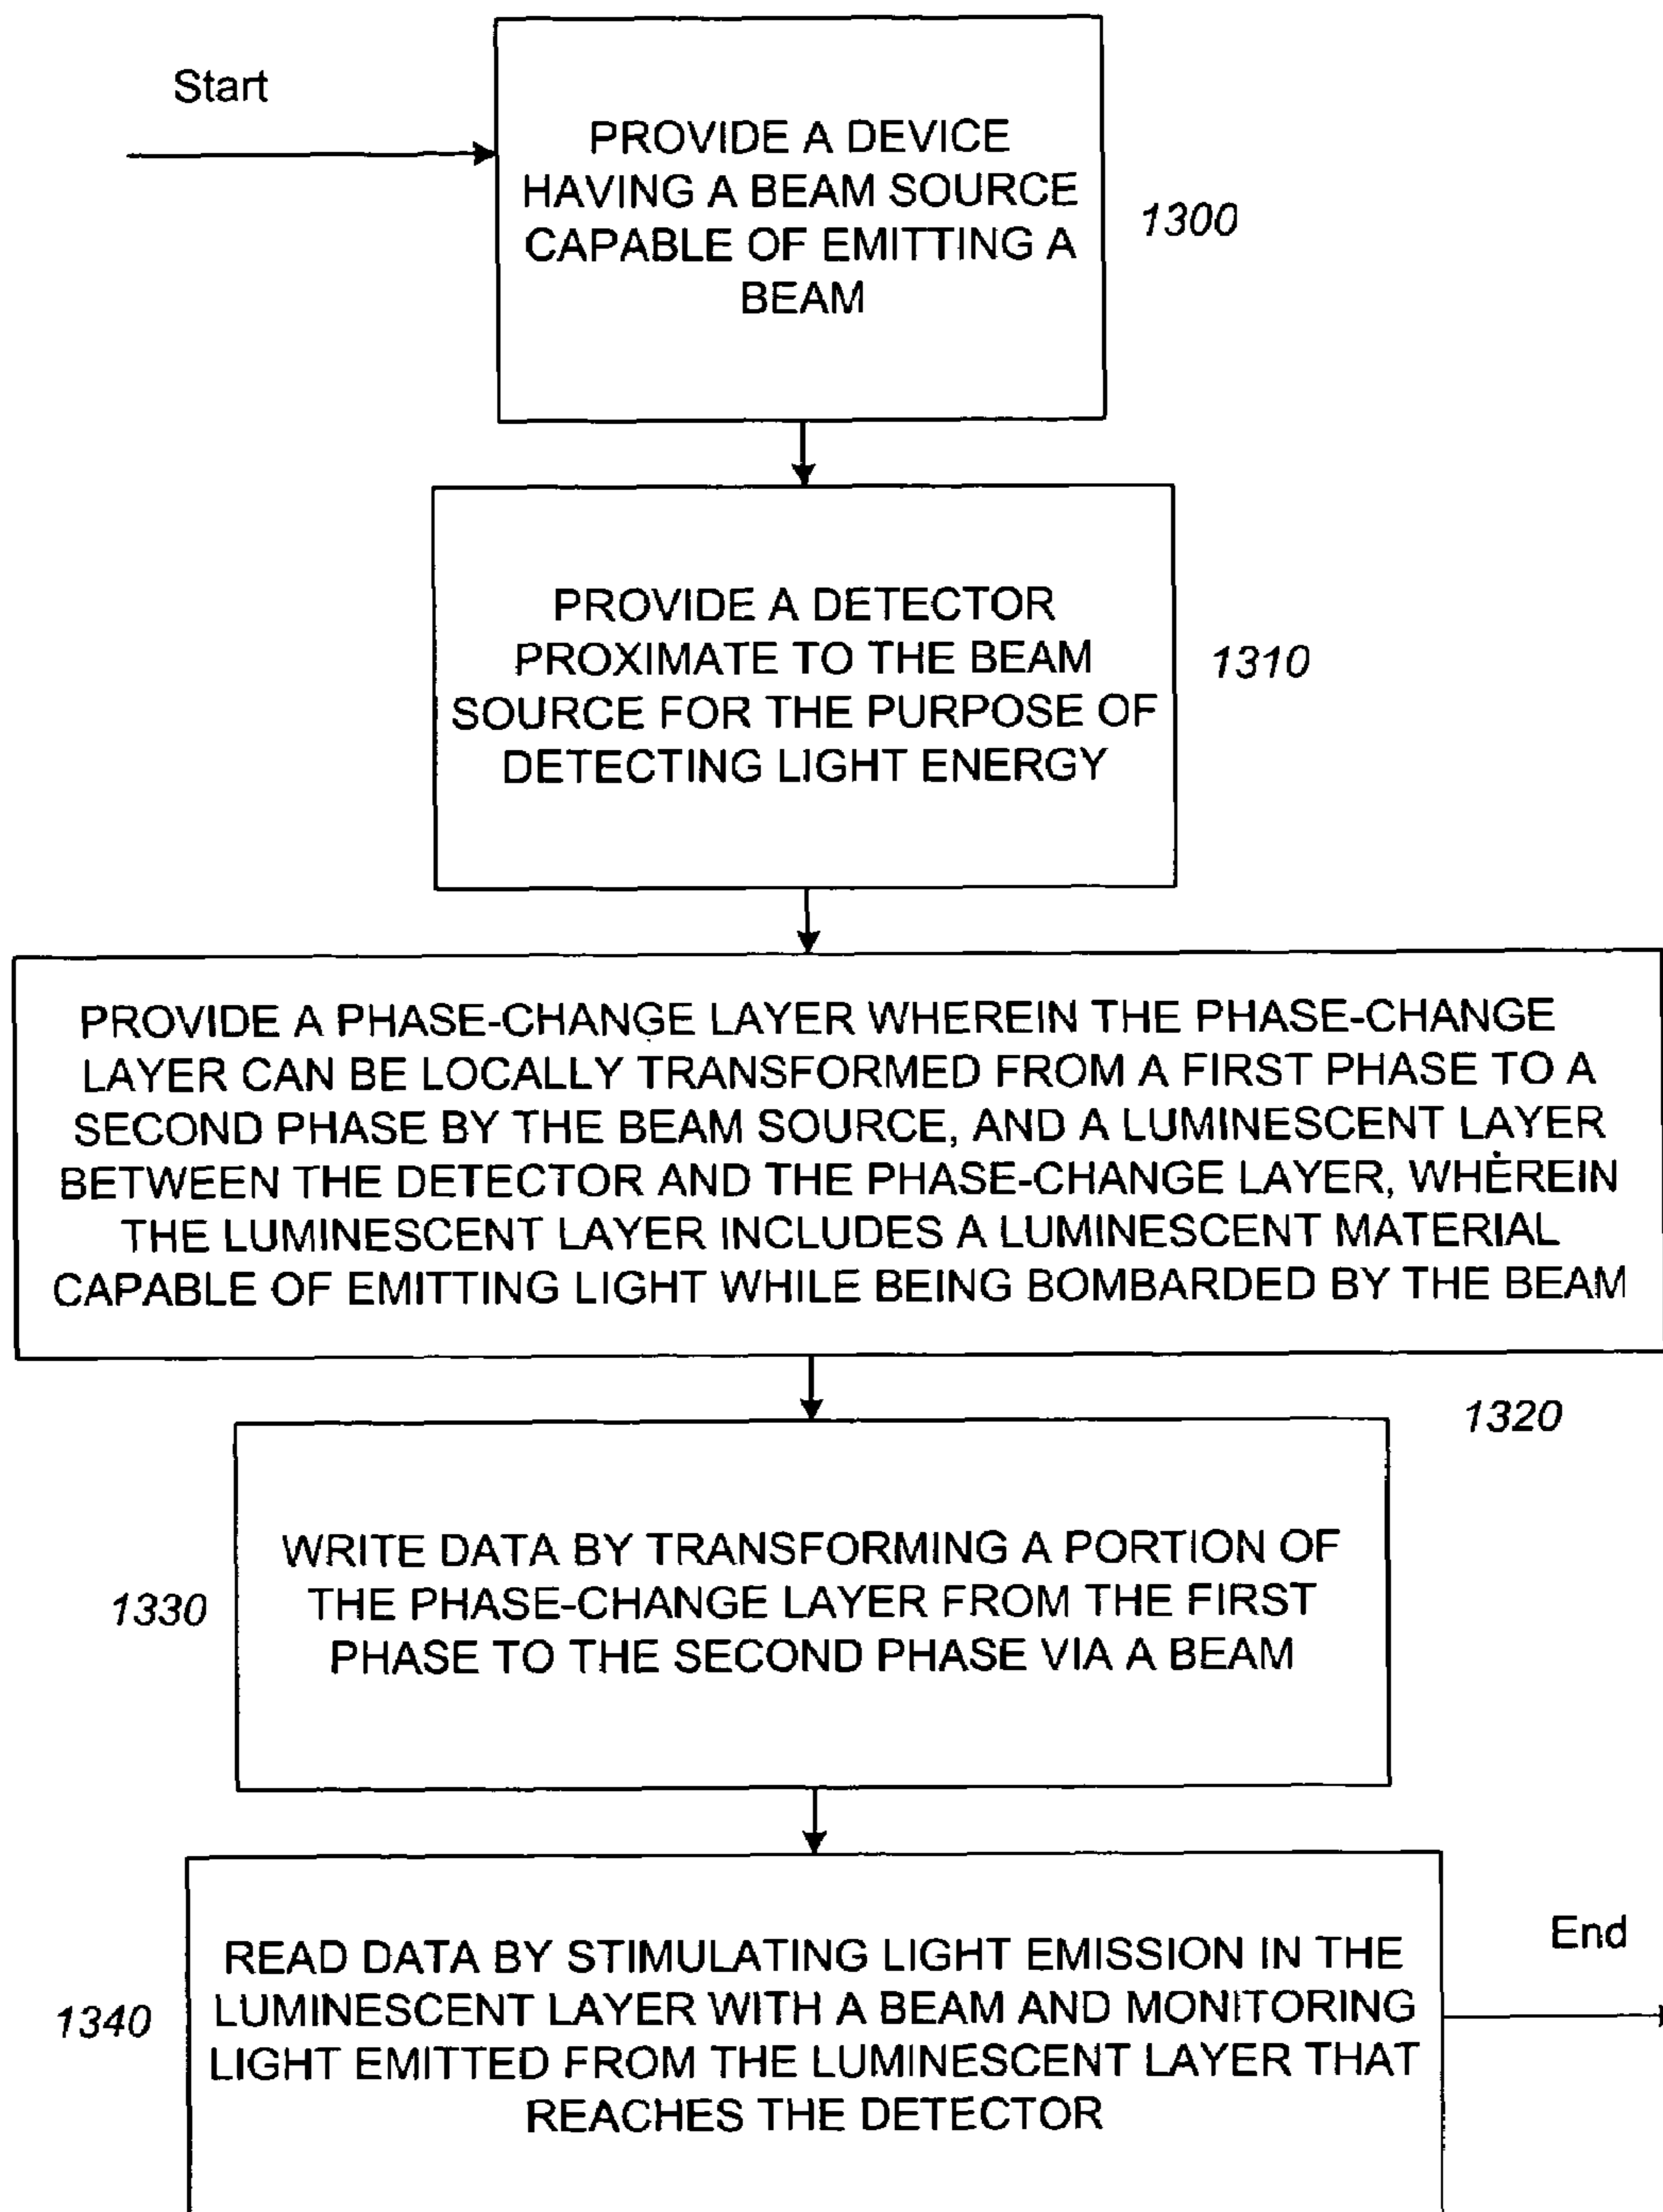 Start
PROVIDE A DEVICE
HAVING A BEAM SOURCE
CAPABLE OF EMITTING A
BEAM
1300
PROVIDE A DETECTOR
PROXIMATE TO THE BEAM
SOURCE FOR THE PURPOSE OF
DETECTING LIGHT ENERGY
1310
PROVIDE A PHASE-CHANGE LAYER WHEREIN THE PHASE-CHANGE
LAYER CAN BE LOCALLY TRANSFORMED FROM A FIRST PHASE TO A
SECOND PHASE BY THE BEAM SOURCE, AND A LUMINESCENT LAYER
BETWEEN THE DETECTOR AND THE PHASE-CHANGE LAYER, WHEREIN
THE LUMINESCENT LAYER INCLUDES A LUMINESCENT MATERIAL
CAPABLE OF EMITTING LIGHT WHILE BEING BOMBARDED BY THE BEAM
1320
WRITE DATA BY TRANSFORMING A PORTION OF
THE PHASE-CHANGE LAYER FROM THE FIRST
PHASE TO THE SECOND PHASE VIA A BEAM
1330
READ DATA BY STIMULATING LIGHT EMISSION IN THE
LUMINESCENT LAYER WITH A BEAM AND MONITORING
LIGHT EMITTED FROM THE LUMINESCENT LAYER THAT
REACHES THE DETECTOR
1340
End